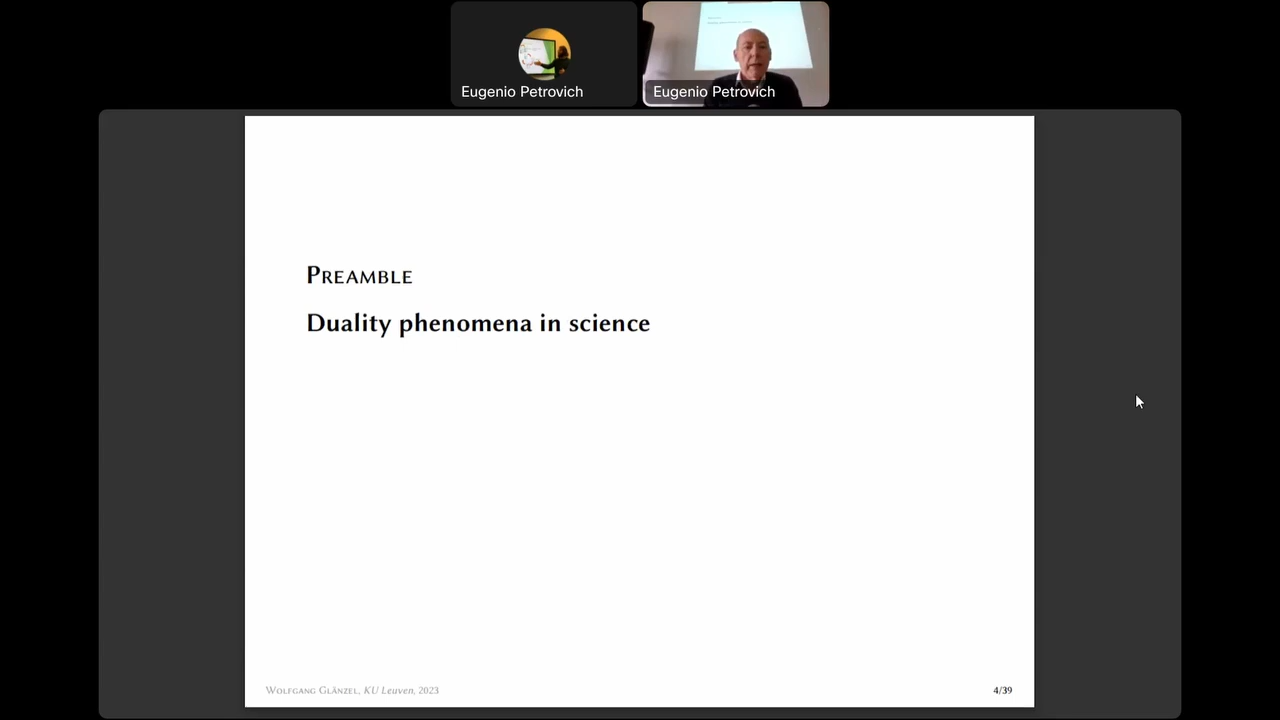 Eugenio Petrovich
Eugenio Petrovich
Preamble
Duality phenomena in science
Wolfgang Glänzel, KU Leuven, 2023
4/39